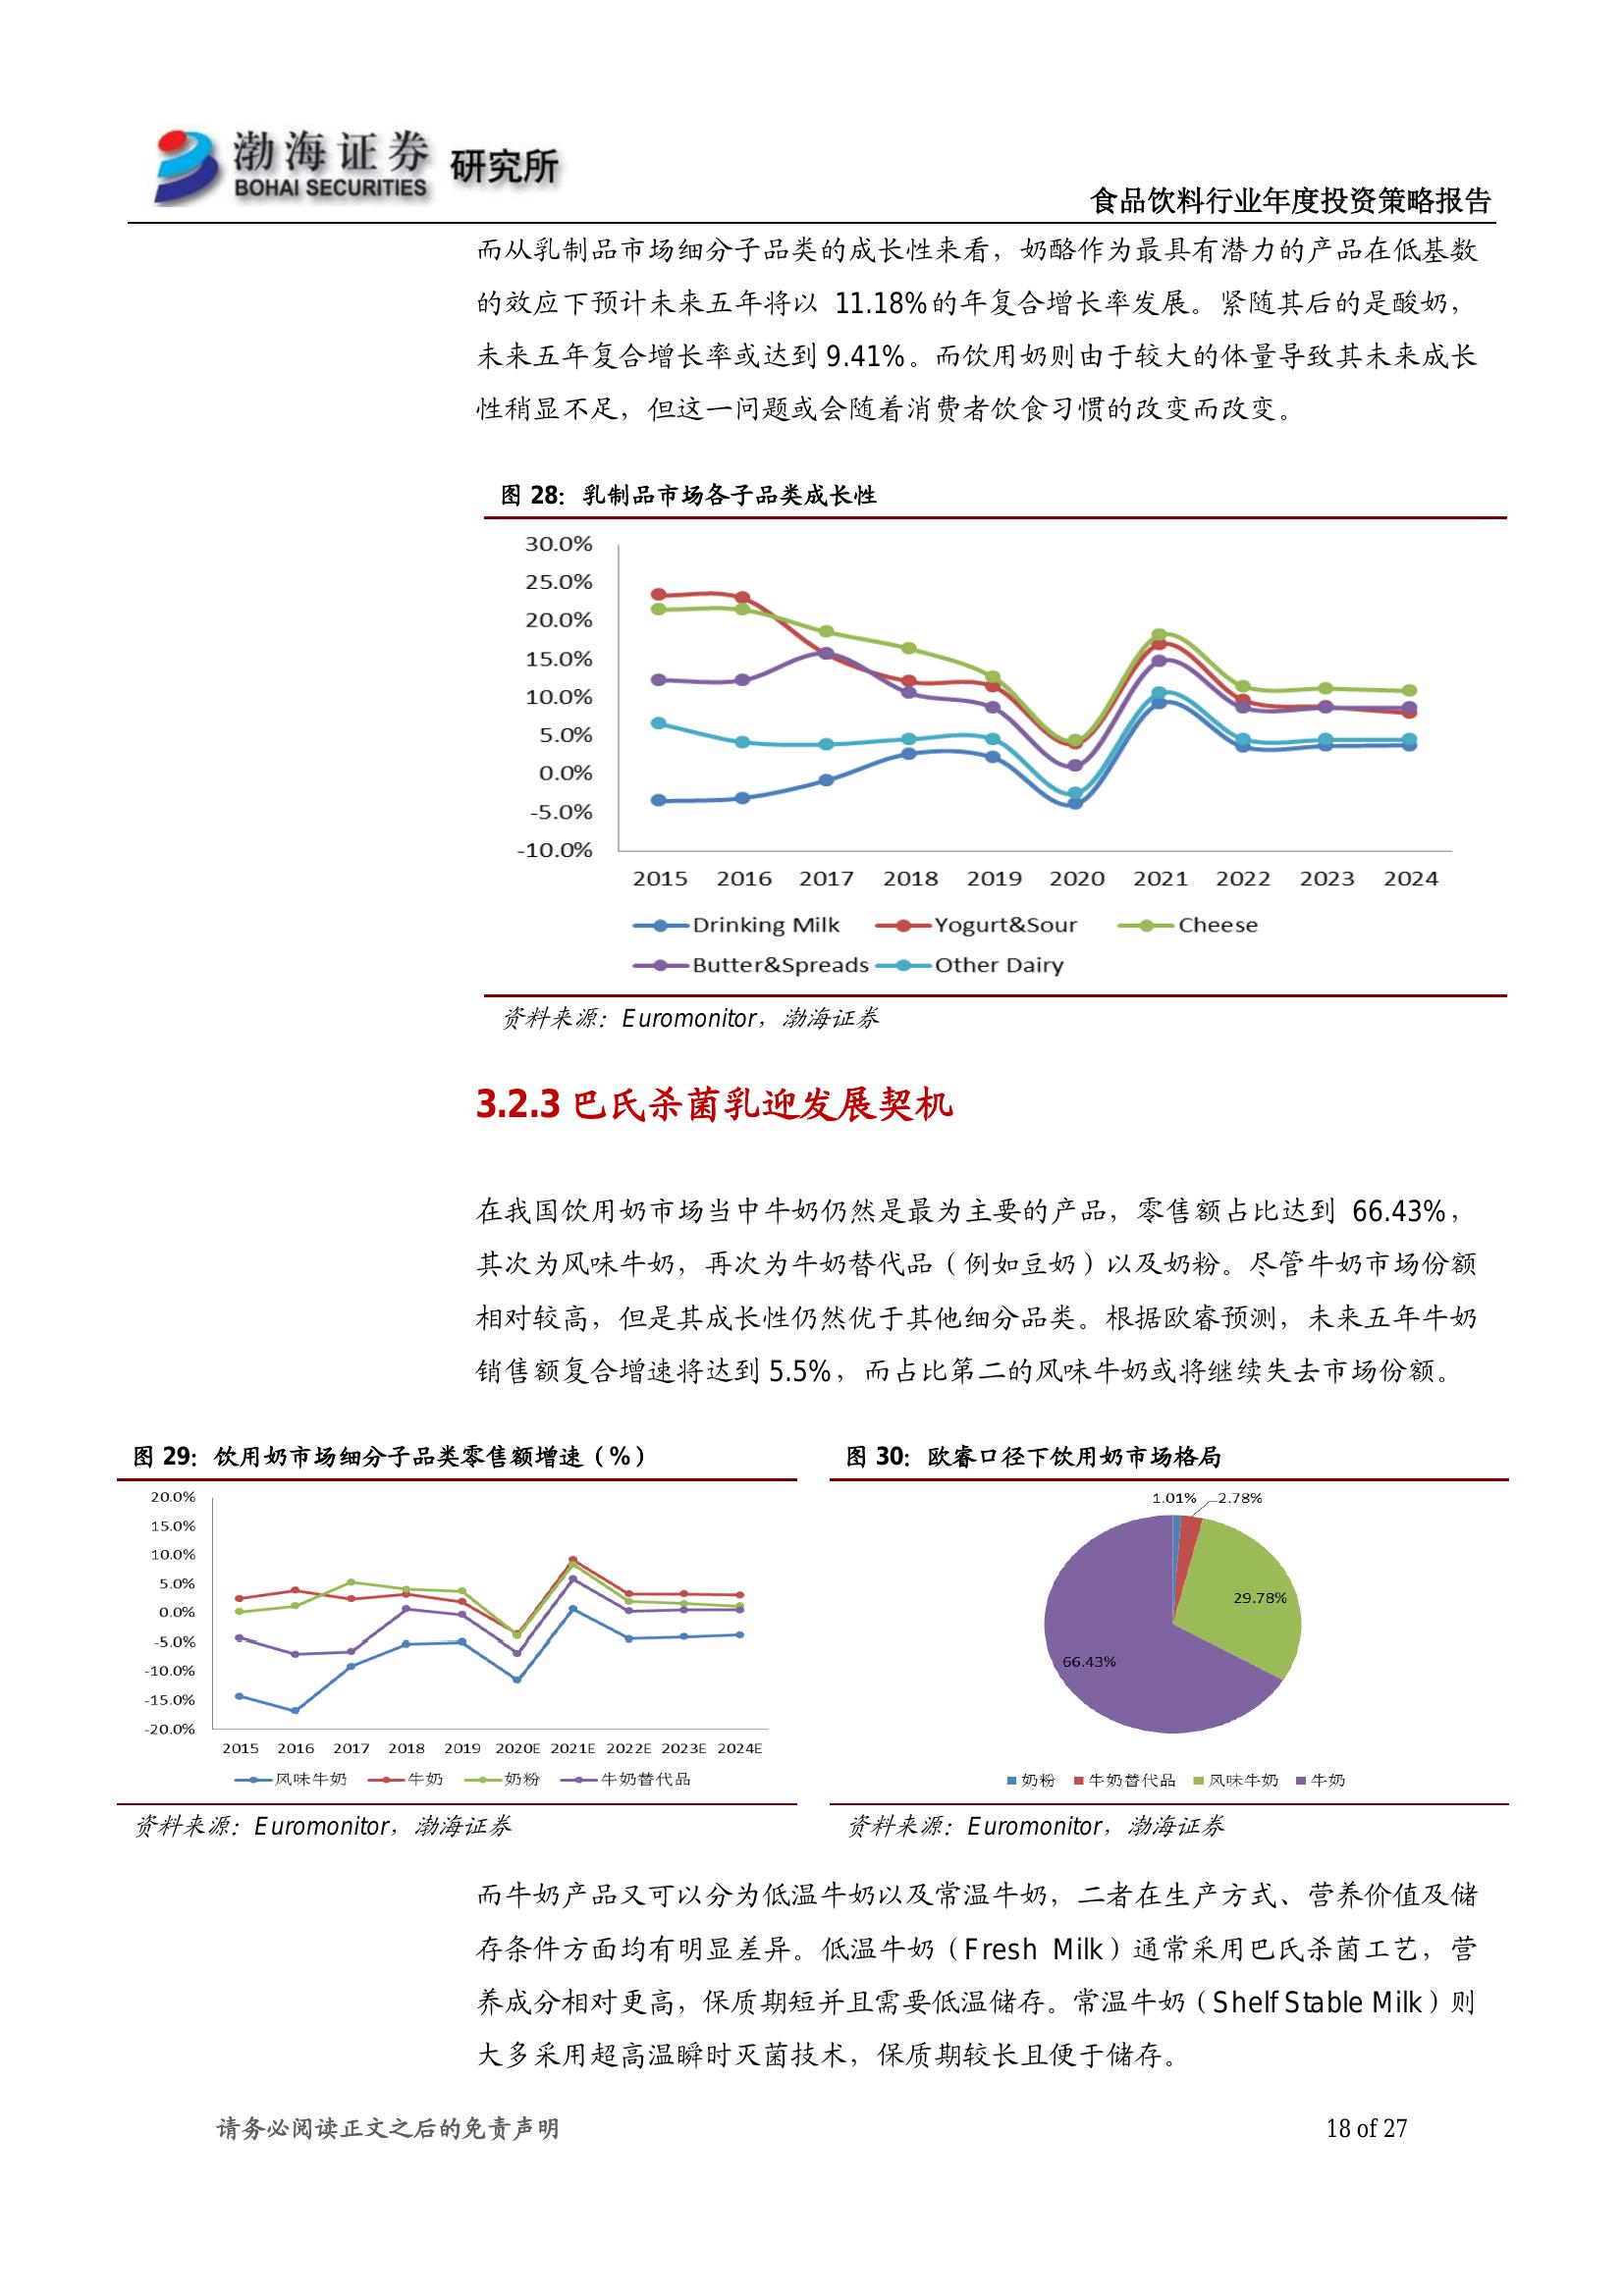 渤海证券 研究所
BOHAI SECURITIES
食品饮料行业年度投资策略报告
而从乳制品市场细分子品类的成长性来看，奶酪作为最具有潜力的产品在低基数
的效应下预计未来五年将以 11.18%的年复合增长率发展。紧随其后的是酸奶，
未来五年复合增长率或达到 9.41%。而饮用奶则由于较大的体量导致其未来成长
性稍显不足，但这一问题或会随着消费者饮食习惯的改变而改变。
图 28：乳制品市场各子品类成长性
30.0%
25.0%
20.0%
15.0%
10.0%
5.0%
0.0%
-5.0%
-10.0%
2015 2016 2017 2018 2019 2020 2021 2022 2023 2024
Drinking Milk Yogurt&Sour Cheese
Butter&Spreads Other Dairy
资料来源：Euromonitor，渤海证券
3.2.3 巴氏杀菌乳迎发展契机
在我国饮用奶市场当中牛奶仍然是最为主要的产品，零售额占比达到 66.43%，
其次为风味牛奶，再次为牛奶替代品（例如豆奶）以及奶粉。尽管牛奶市场份额
相对较高，但是其成长性仍然优于其他细分品类。根据欧睿预测，未来五年牛奶
销售额复合增速将达到 5.5%，而占比第二的风味牛奶或将继续失去市场份额。
图 29：饮用奶市场细分子品类零售额增速（%）
20.0%
15.0%
10.0%
5.0%
0.0%
-5.0%
-10.0%
-15.0%
-20.0%
2015 2016 2017 2018 2019 2020E 2021E 2022E 2023E 2024E
风味牛奶 牛奶 奶粉 牛奶替代品
资料来源：Euromonitor，渤海证券
图 30：欧睿口径下饮用奶市场格局
1.01% 2.78%
29.78%
66.43%
奶粉 牛奶替代品 风味牛奶 牛奶
资料来源：Euromonitor，渤海证券
而牛奶产品又可以分为低温牛奶以及常温牛奶，二者在生产方式、营养价值及储
存条件方面均有明显差异。低温牛奶（Fresh Milk）通常采用巴氏杀菌工艺，营
养成分相对更高，保质期短并且需要低温储存。常温牛奶（Shelf Stable Milk）则
大多采用超高温瞬时灭菌技术，保质期较长且便于储存。
请务必阅读正文之后的免责声明
18 of 27